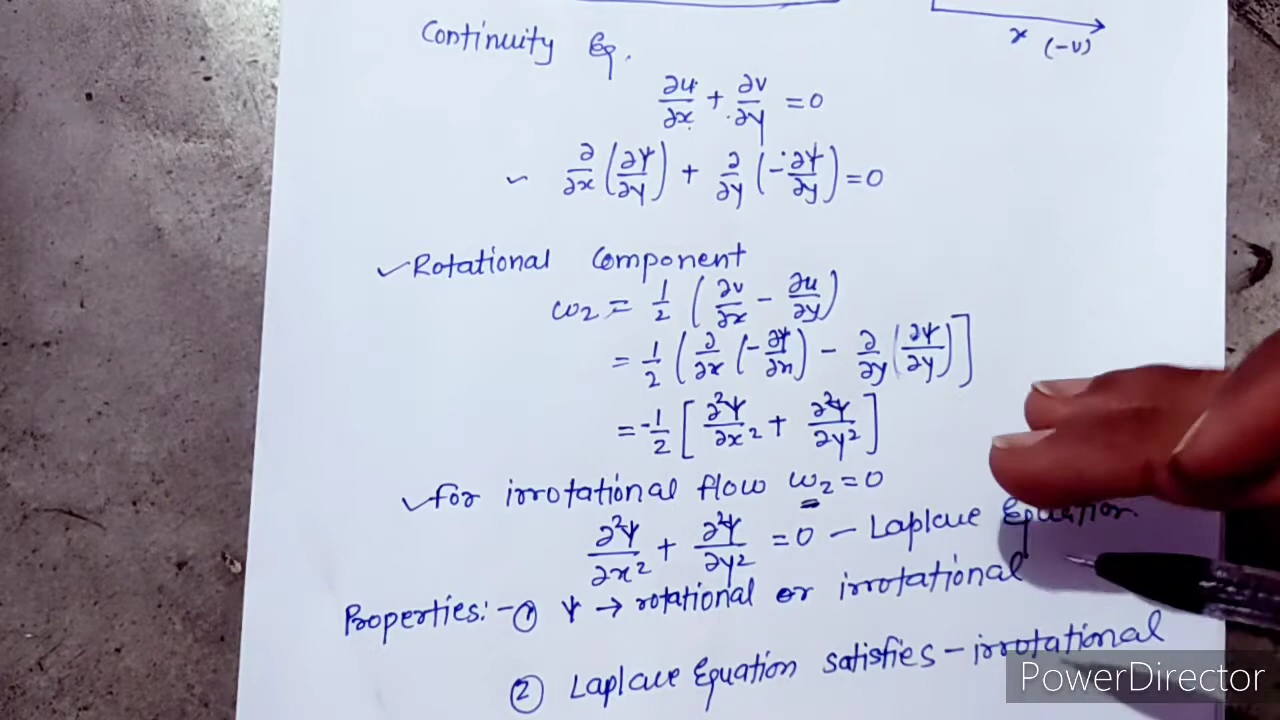 x (-v)
Continuity Eq.
∂u/∂x + ∂v/∂y = 0
∂/∂x (∂ψ/∂y) + ∂/∂y (-∂ψ/∂y) = 0
✓Rotational Component
ω2 = 1/2 (∂v/∂x - ∂u/∂y)
= 1/2 (∂/∂x (-∂ψ/∂n) - ∂/∂y (∂ψ/∂y)]
= -1/2 [∂²ψ/∂x² + ∂²ψ/∂y²]
✓for irrotational flow ω2 = 0
∂²ψ/∂x² + ∂²ψ/∂y² = 0 - Laplace Equation
Properties:- ① ψ → rotational or irrotational
② Laplace Equation satisfies - irrotational
PowerDirector